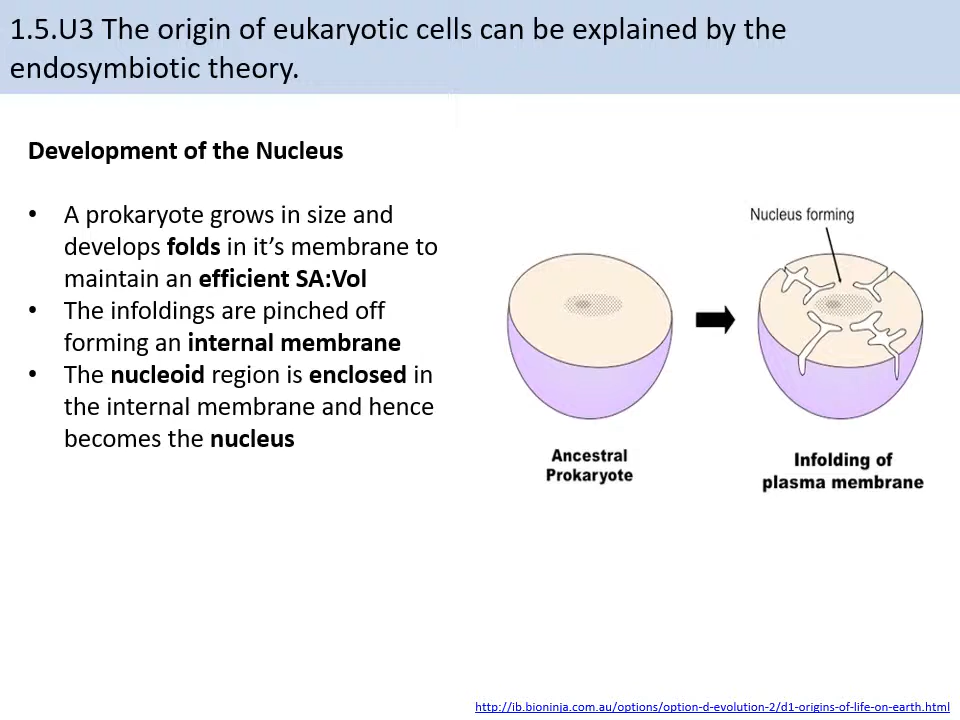 1.5.U3 The origin of eukaryotic cells can be explained by the
endosymbiotic theory.
Development of the Nucleus
• A prokaryote grows in size and
develops folds in it’s membrane to
maintain an efficient SA:Vol
• The infoldings are pinched off
forming an internal membrane
• The nucleoid region is enclosed in
the internal membrane and hence
becomes the nucleus
Nucleus forming
Ancestral
Prokaryote
Infolding of
plasma membrane
http://ib.bioninja.com.au/options/option-d-evolution-2/d1-origins-of-life-on-earth.html